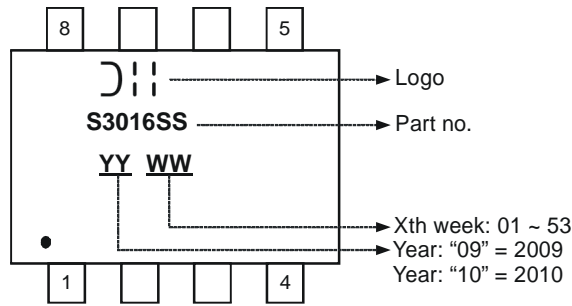 8 5
Logo
S3016SS Part no.
YY WW
Xth week: 01 ~ 53
Year: “09” = 2009
Year: “10” = 2010
1 4